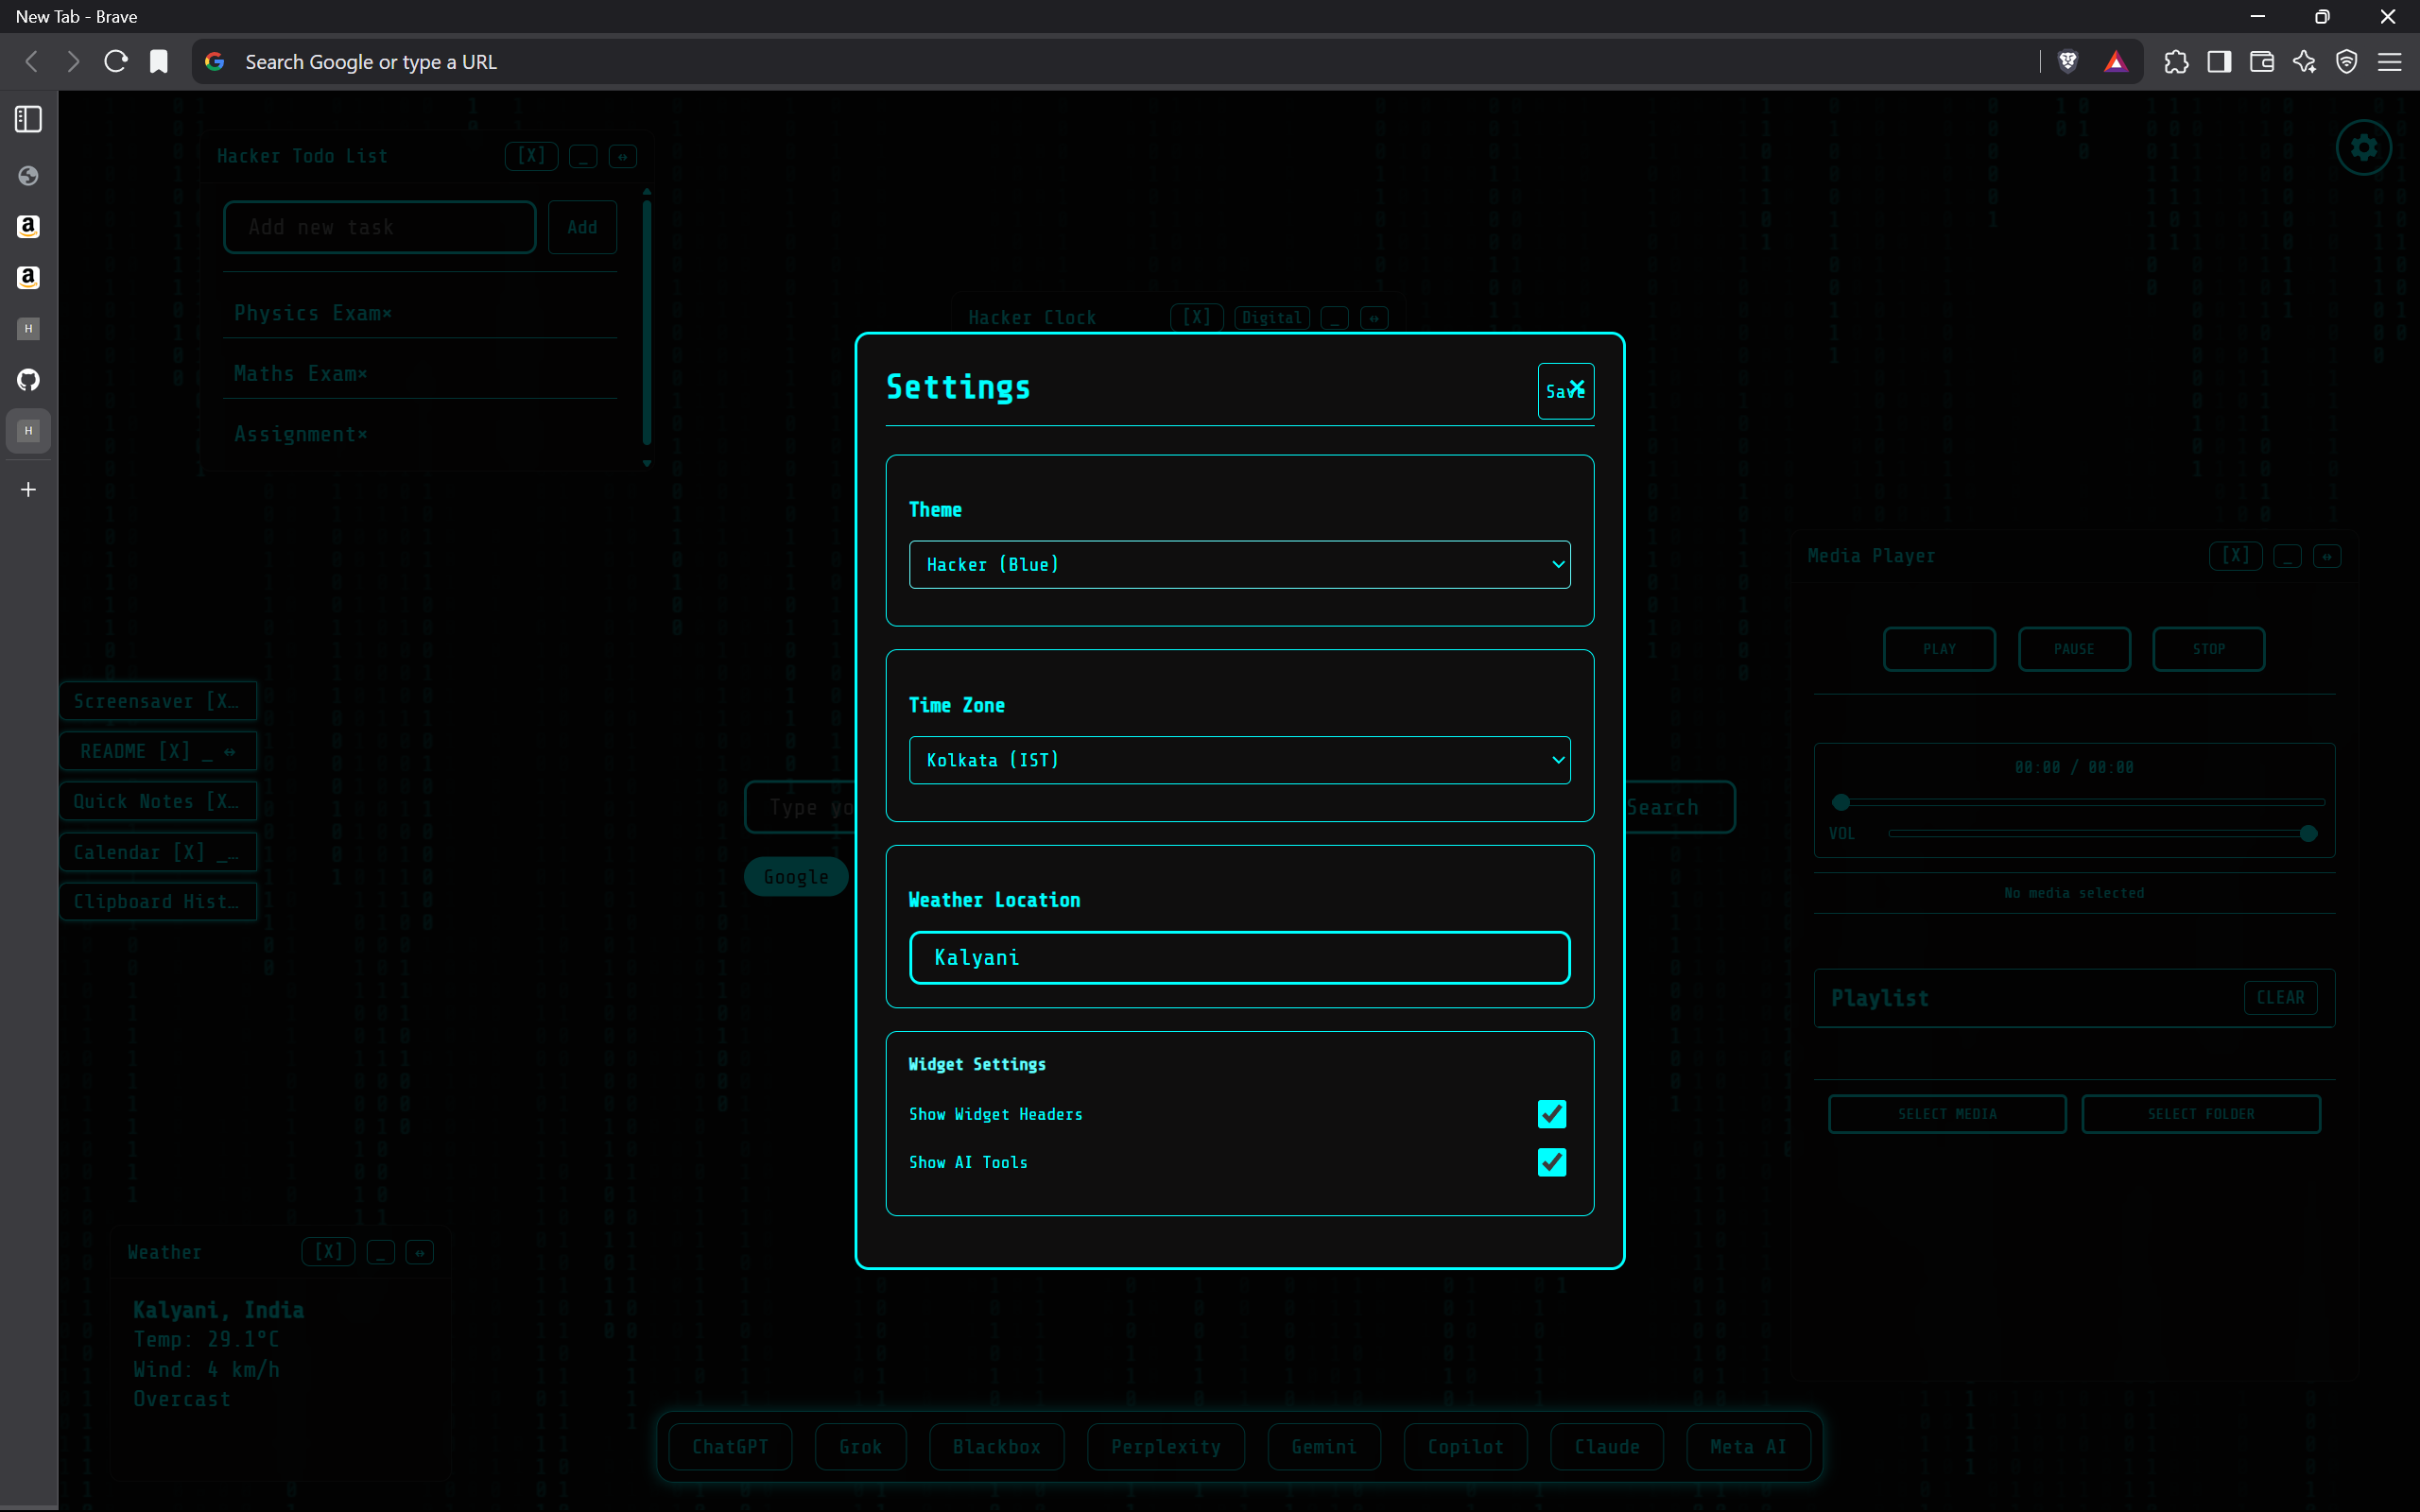 New Tab - Brave
Search Google or type a URL
Hacker Todo List [X] _ ↔
Add new task Add
Physics Exam×
Maths Exam×
Assignment×
Hacker Clock [X] Digital _ ↔
Settings Save ×
Theme
Hacker (Blue)
Time Zone
Kolkata (IST)
Weather Location
Kalyani
Widget Settings
Show Widget Headers
Show AI Tools
Screensaver [X…
README [X] _ ↔
Quick Notes [X…
Calendar [X] _…
Clipboard Hist…
Type yo
Search
Google
Media Player [X] _ ↔
PLAY PAUSE STOP
00:00 / 00:00
VOL
No media selected
Playlist CLEAR
SELECT MEDIA SELECT FOLDER
Weather [X] _ ↔
Kalyani, India
Temp: 29.1°C
Wind: 4 km/h
Overcast
ChatGPT Grok Blackbox Perplexity Gemini Copilot Claude Meta AI